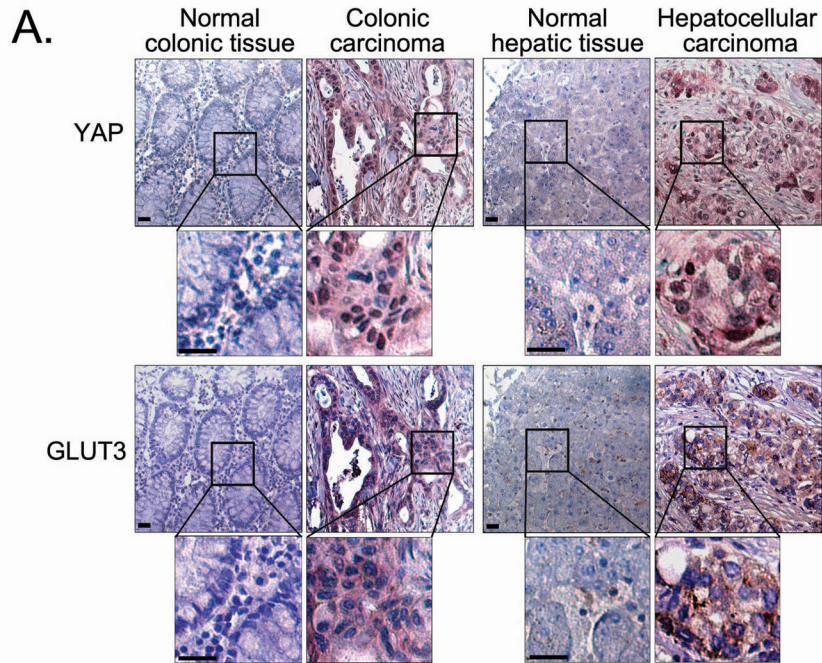 A.
Normal
colonic tissue
Colonic
carcinoma
Normal
hepatic tissue
Hepatocellular
carcinoma
YAP
GLUT3